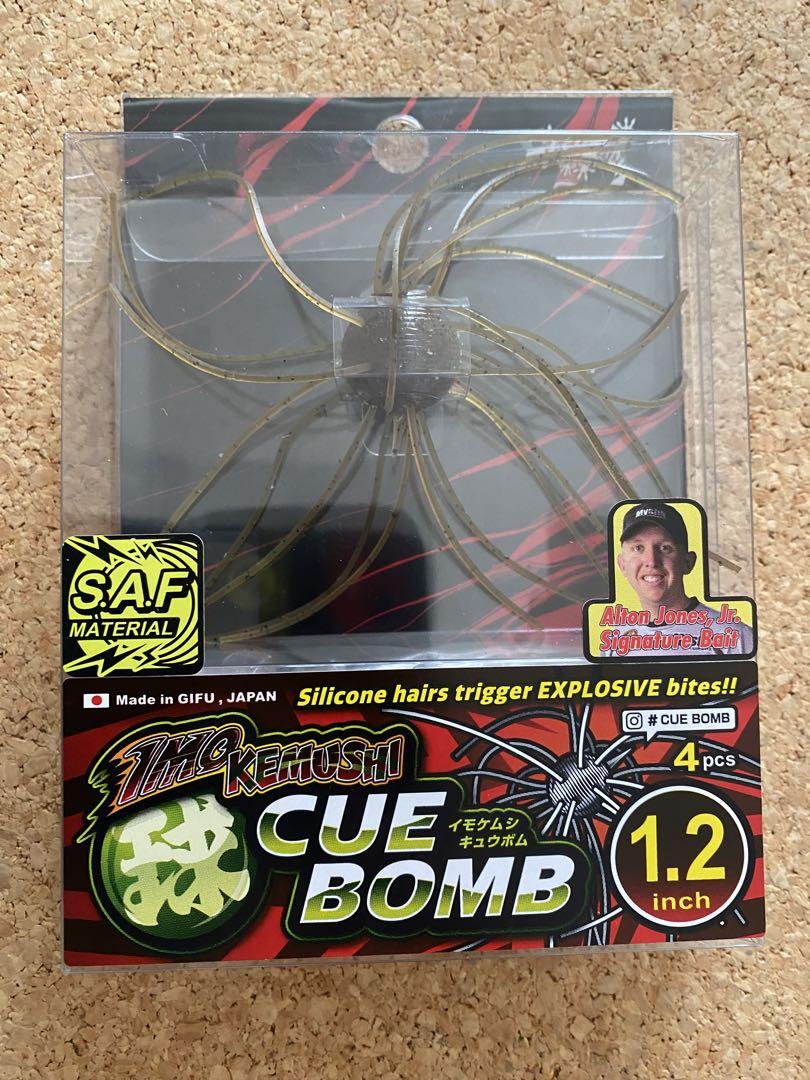 S.A.F
MATERIAL
Alton Jones, Jr.
Signature Bait
Made in GIFU , JAPAN
Silicone hairs trigger EXPLOSIVE bites!!
# CUE BOMB
IMO KEMUSHI
4 pcs
CUE
イモケムシ
キュウボム
BOMB
1.2
inch